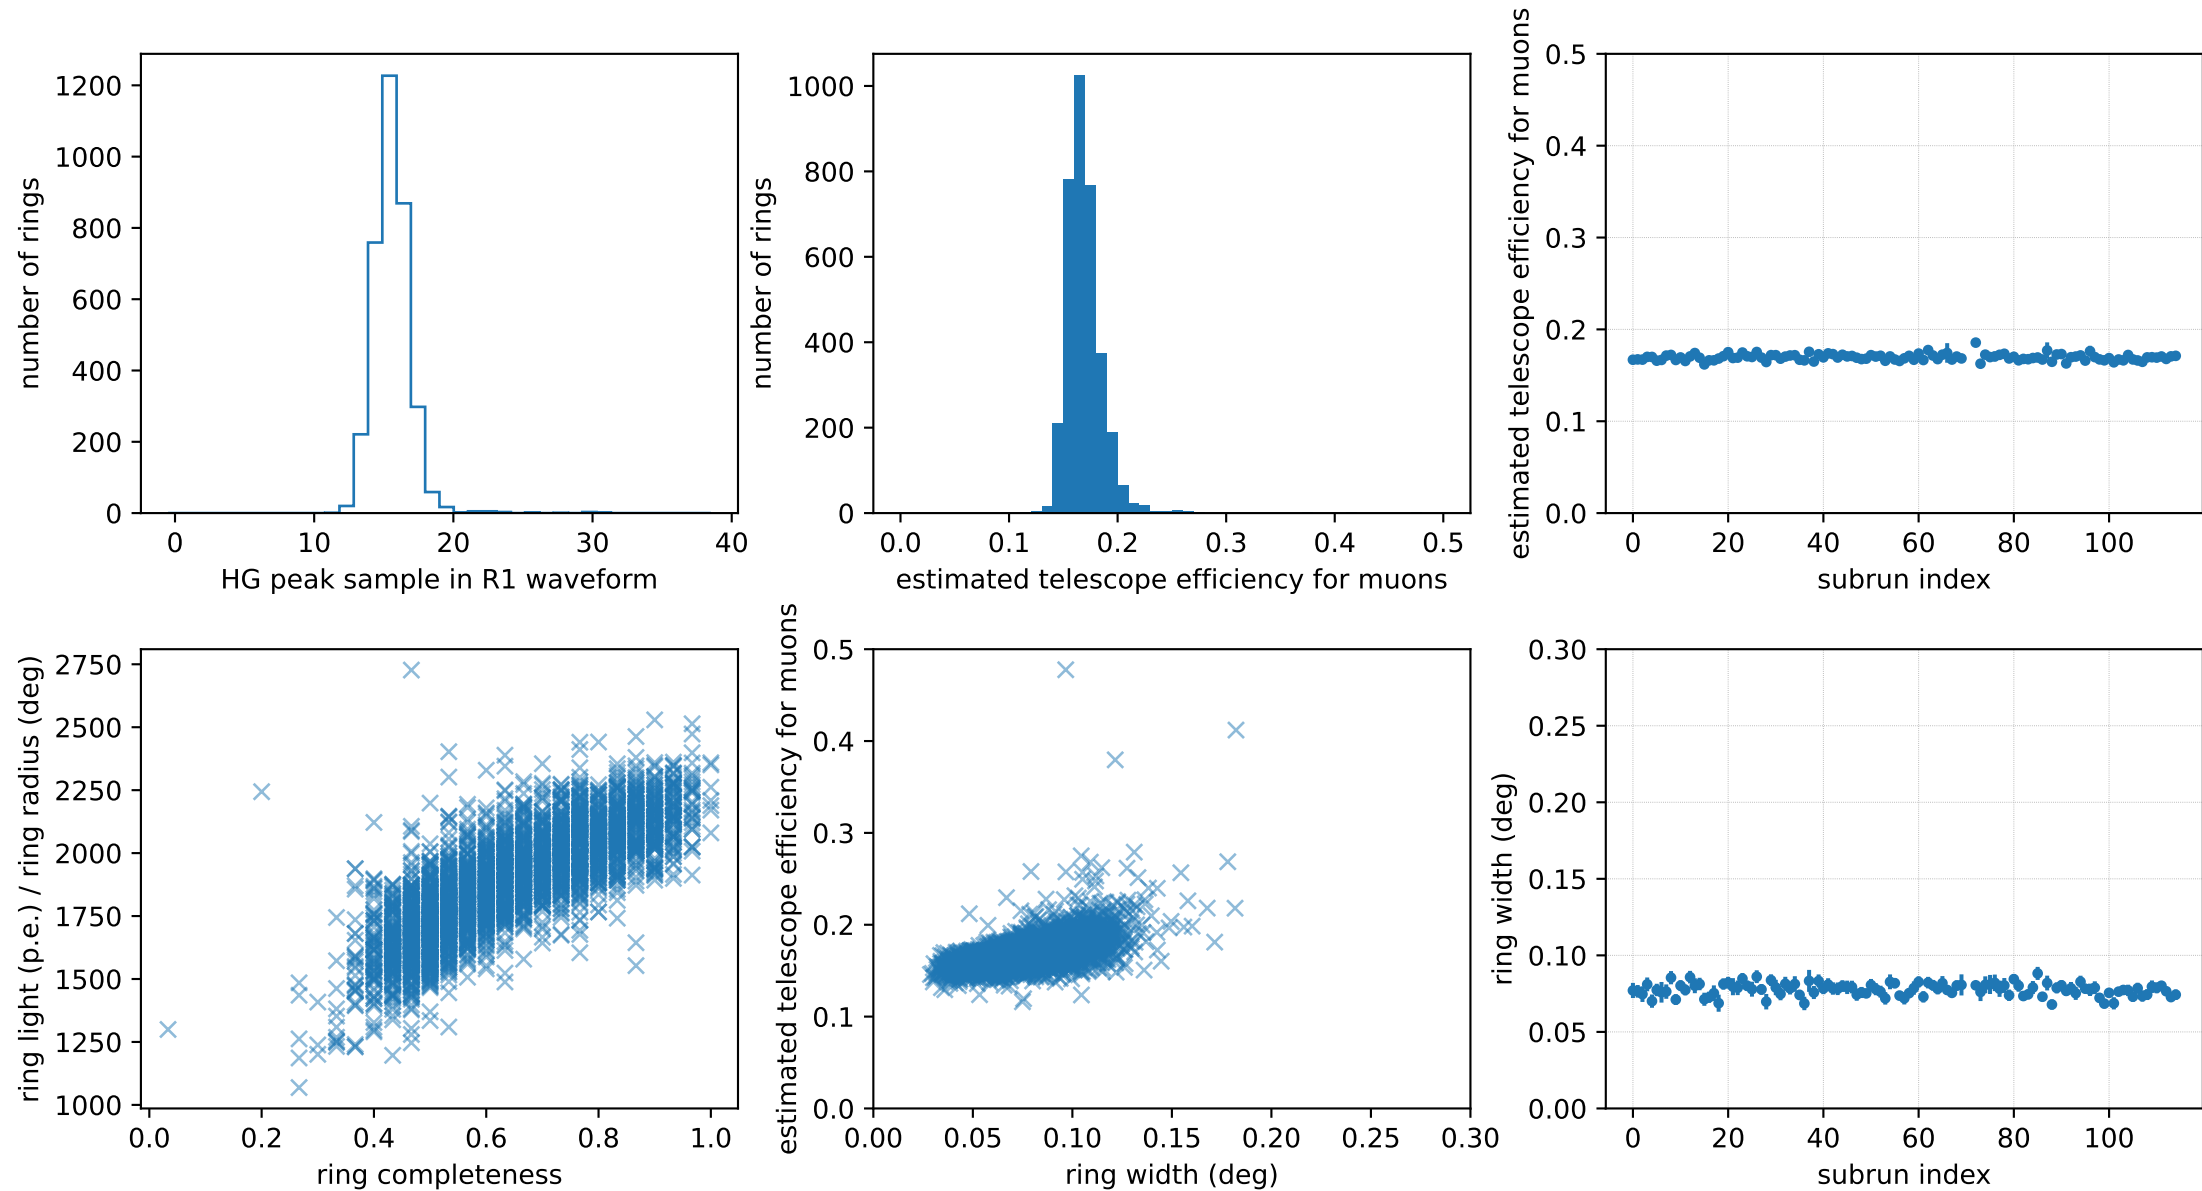 number of rings
1200
1000
800
600
400
200
0
0 10 20 30 40
HG peak sample in R1 waveform
number of rings
1000
800
600
400
200
0
0.0 0.1 0.2 0.3 0.4 0.5
estimated telescope efficiency for muons
estimated telescope efficiency for muons
0.5
0.4
0.3
0.2
0.1
0.0
0 20 40 60 80 100
subrun index
ring light (p.e.) / ring radius (deg)
2750
2500
2250
2000
1750
1500
1250
1000
0.0 0.2 0.4 0.6 0.8 1.0
ring completeness
estimated telescope efficiency for muons
0.5
0.4
0.3
0.2
0.1
0.0
0.00 0.05 0.10 0.15 0.20 0.25 0.30
ring width (deg)
ring width (deg)
0.30
0.25
0.20
0.15
0.10
0.05
0.00
0 20 40 60 80 100
subrun index